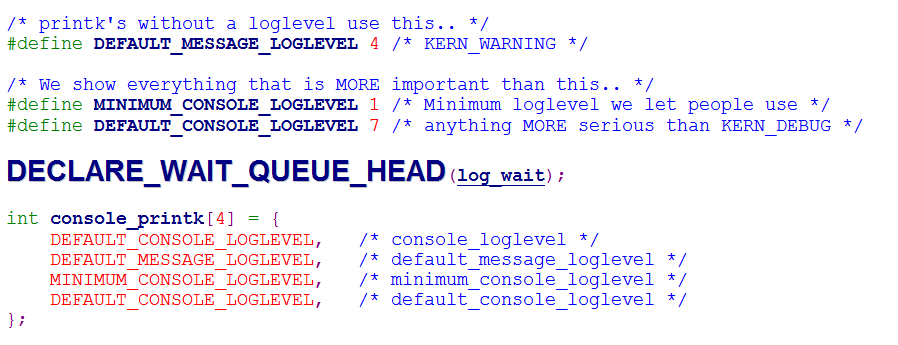 /* printk's without a loglevel use this.. */
#define DEFAULT_MESSAGE_LOGLEVEL 4 /* KERN_WARNING */
/* We show everything that is MORE important than this.. */
#define MINIMUM_CONSOLE_LOGLEVEL 1 /* Minimum loglevel we let people use */
#define DEFAULT_CONSOLE_LOGLEVEL 7 /* anything MORE serious than KERN_DEBUG */
DECLARE_WAIT_QUEUE_HEAD(log_wait);
int console_printk[4] = {
    DEFAULT_CONSOLE_LOGLEVEL,   /* console_loglevel */
    DEFAULT_MESSAGE_LOGLEVEL,   /* default_message_loglevel */
    MINIMUM_CONSOLE_LOGLEVEL,   /* minimum_console_loglevel */
    DEFAULT_CONSOLE_LOGLEVEL,   /* default_console_loglevel */
};